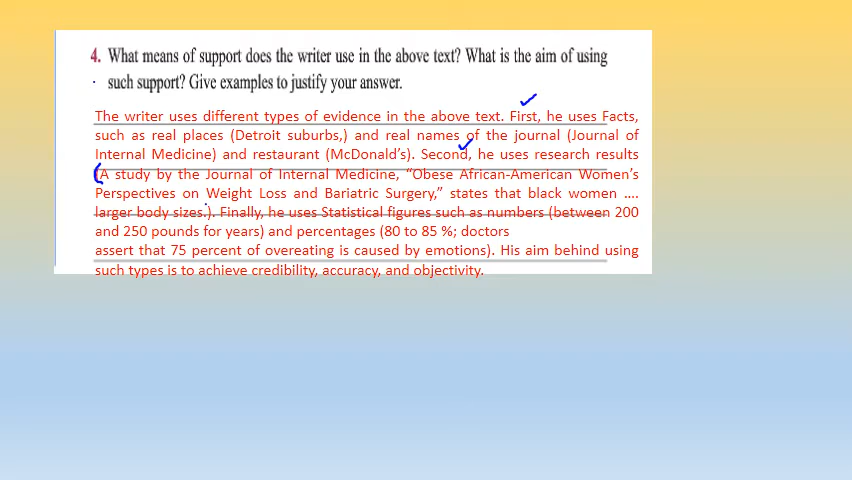 4. What means of support does the writer use in the above text? What is the aim of using
such support? Give examples to justify your answer.
The writer uses different types of evidence in the above text. First, he uses Facts,
such as real places (Detroit suburbs,) and real names of the journal (Journal of
Internal Medicine) and restaurant (McDonald's). Second, he uses research results
(A study by the Journal of Internal Medicine, “Obese African-American Women's
Perspectives on Weight Loss and Bariatric Surgery,” states that black women ....
larger body sizes.). Finally, he uses Statistical figures such as numbers (between 200
and 250 pounds for years) and percentages (80 to 85 %; doctors
assert that 75 percent of overeating is caused by emotions). His aim behind using
such types is to achieve credibility, accuracy, and objectivity.